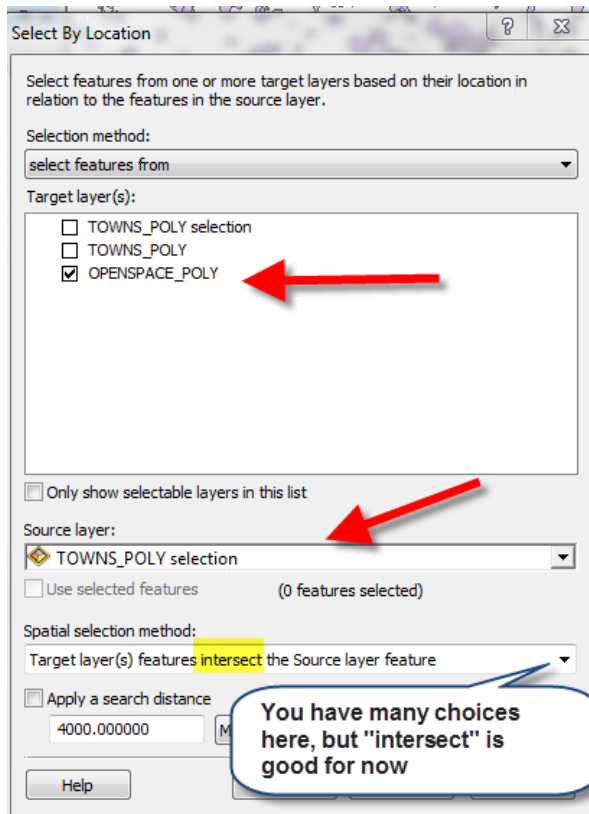 Select By Location
Select features from one or more target layers based on their location in
relation to the features in the source layer.
Selection method:
select features from
Target layer(s):
TOWNS_POLY selection
TOWNS_POLY
OPENSPACE_POLY
Only show selectable layers in this list
Source layer:
TOWNS_POLY selection
Use selected features (0 features selected)
Spatial selection method:
Target layer(s) features intersect the Source layer feature
Apply a search distance
4000.000000
You have many choices
here, but "intersect" is
good for now
Help